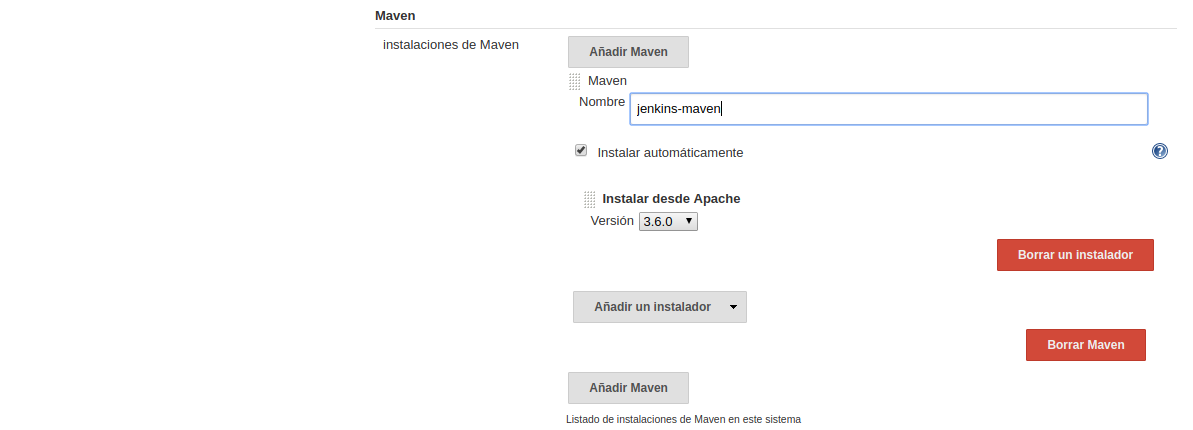 Maven
instalaciones de Maven
Añadir Maven
Maven
Nombre
jenkins-maven
Instalar automáticamente
?
Instalar desde Apache
Versión 3.6.0
Borrar un instalador
Añadir un instalador
Borrar Maven
Añadir Maven
Listado de instalaciones de Maven en este sistema